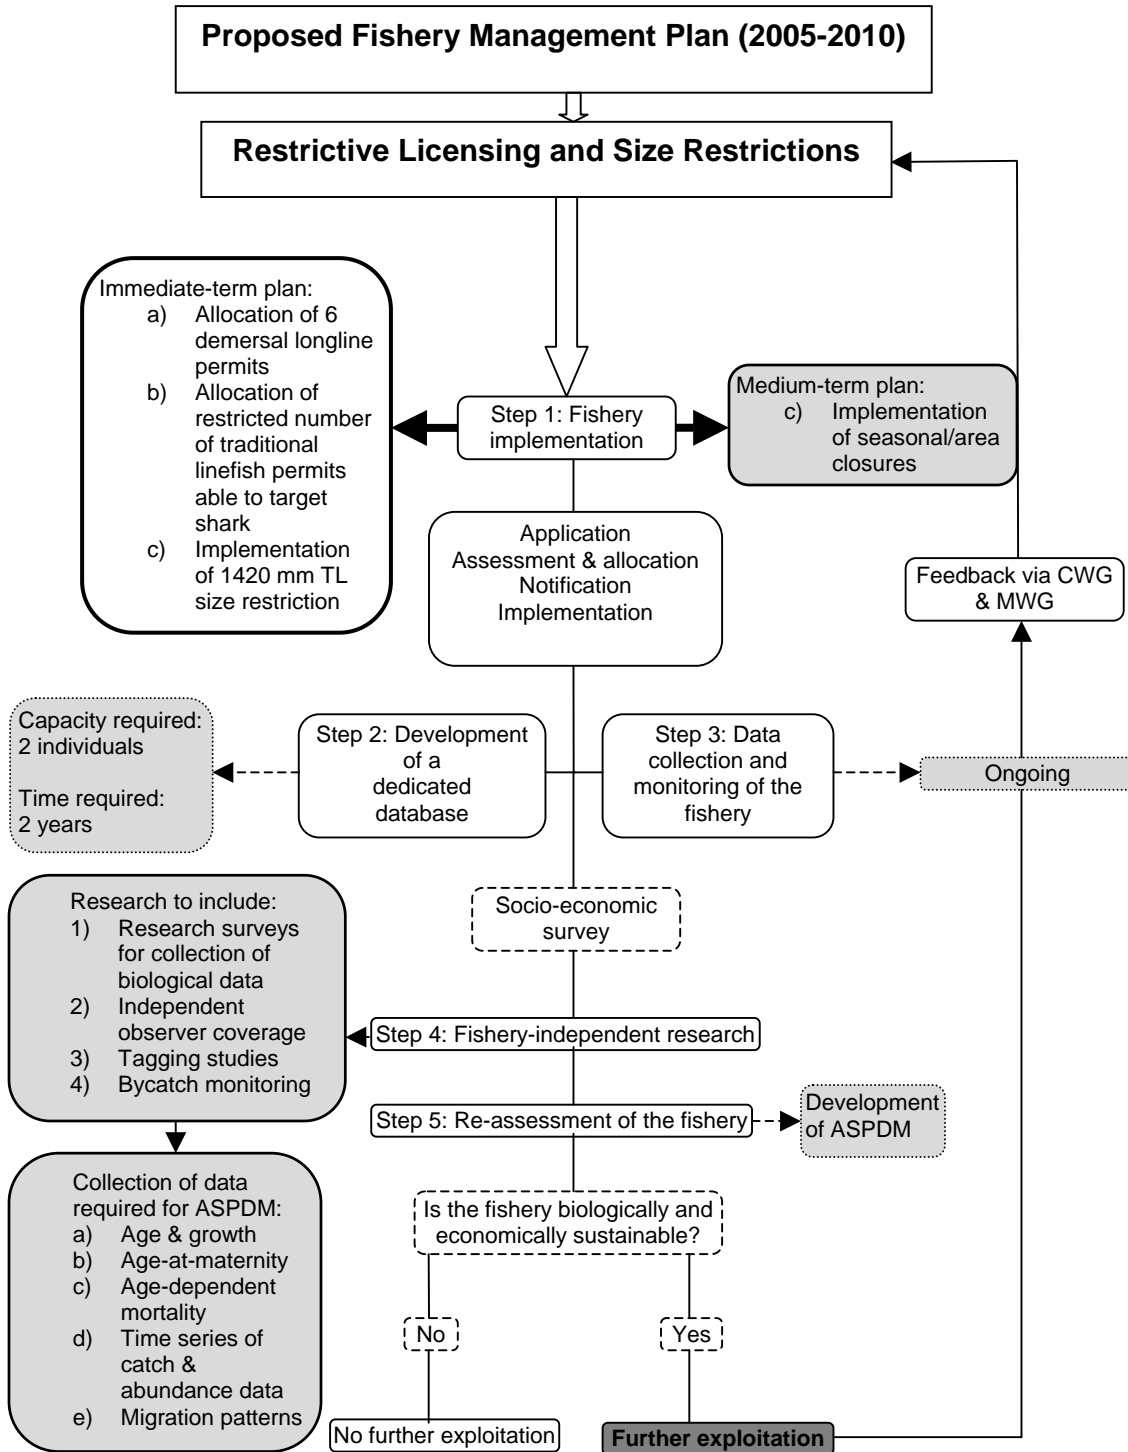 Proposed Fishery Management Plan (2005-2010)
Restrictive Licensing and Size Restrictions
Immediate-term plan:
a) Allocation of 6
demersal longline
permits
b) Allocation of
restricted number
of traditional
linefish permits
able to target
shark
c) Implementation
of 1420 mm TL
size restriction
Step 1: Fishery
implementation
Medium-term plan:
c) Implementation
of seasonal/area
closures
Application
Assessment & allocation
Notification
Implementation
Feedback via CWG
& MWG
Capacity required:
2 individuals
Time required:
2 years
Step 2: Development
of a
dedicated
database
Step 3: Data
collection and
monitoring of the
fishery
Ongoing
Socio-economic
survey
Research to include:
1) Research surveys
for collection of
biological data
2) Independent
observer coverage
3) Tagging studies
4) Bycatch monitoring
Step 4: Fishery-independent research
Step 5: Re-assessment of the fishery
Development
of ASPDM
Collection of data
required for ASPDM:
a) Age & growth
b) Age-at-maternity
c) Age-dependent
mortality
d) Time series of
catch &
abundance data
e) Migration patterns
Is the fishery biologically and
economically sustainable?
No
Yes
No further exploitation
Further exploitation